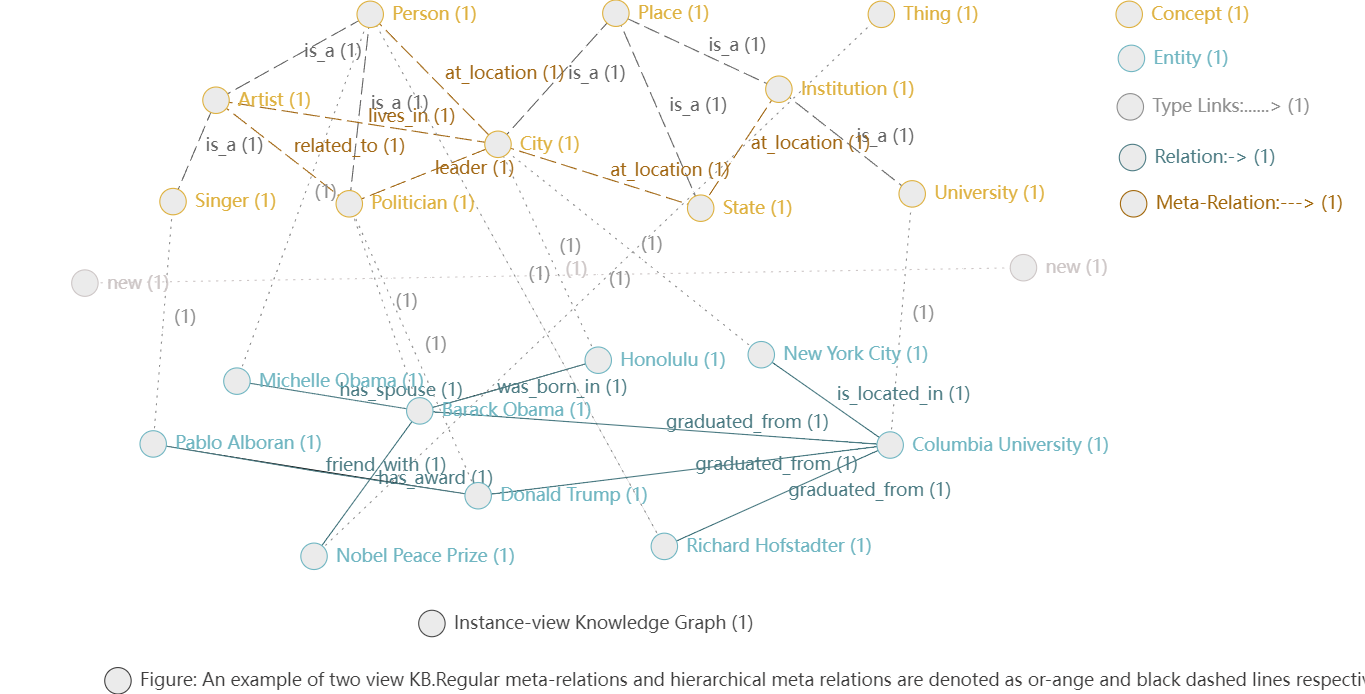 Person (1)
Place (1)
Thing (1)
Concept (1)
is_a (1)
is_a (1)
Entity (1)
at_location (1)
is_a (1)
Institution (1)
Artist (1)
is_a (1)
is_a (1)
Type Links:......> (1)
lives_in (1)
is_a (1)
related_to (1)
City (1)
at_location (1)
is_a (1)
Relation:-> (1)
leader (1)
at_location (1)
(1)
University (1)
Singer (1)
Politician (1)
State (1)
Meta-Relation:---> (1)
(1)
(1)
(1)
(1)
(1)
new (1)
new (1)
(1)
(1)
(1)
(1)
Honolulu (1)
New York City (1)
Michelle Obama (1)
has_spouse (1)
was_born_in (1)
is_located_in (1)
Barack Obama (1)
graduated_from (1)
Pablo Alboran (1)
Columbia University (1)
friend_with (1)
graduated_from (1)
has_award (1)
graduated_from (1)
Donald Trump (1)
Nobel Peace Prize (1)
Richard Hofstadter (1)
Instance-view Knowledge Graph (1)
Figure: An example of two view KB.Regular meta-relations and hierarchical meta relations are denoted as or-ange and black dashed lines respecti